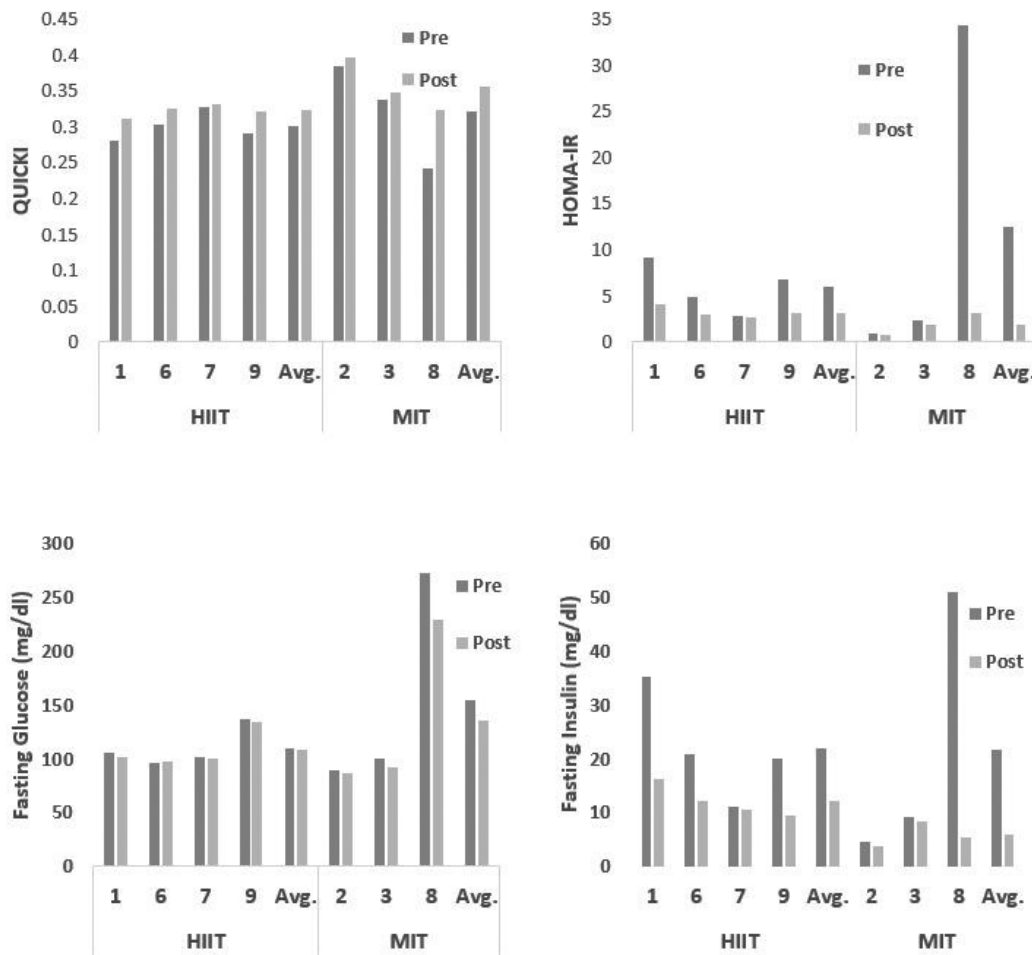 QUICKI
0.45
0.4
0.35
0.3
0.25
0.2
0.15
0.1
0.05
0
Pre
Post
1 6 7 9 Avg. 2 3 8 Avg.
HIIT MIT
HOMA-IR
35
30
25
20
15
10
5
0
Pre
Post
1 6 7 9 Avg. 2 3 8 Avg.
HIIT MIT
Fasting Glucose (mg/dl)
300
250
200
150
100
50
0
Pre
Post
1 6 7 9 Avg. 2 3 8 Avg.
HIIT MIT
Fasting Insulin (mg/dl)
60
50
40
30
20
10
0
Pre
Post
1 6 7 9 Avg. 2 3 8 Avg.
HIIT MIT